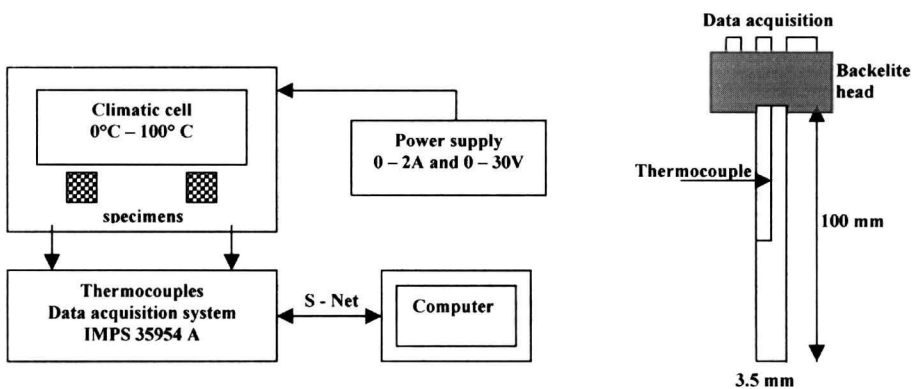 Climatic cell
0°C – 100° C
specimens
Power supply
0 – 2A and 0 – 30V
Thermocouples
Data acquisition system
IMPS 35954 A
S - Net
Computer
Data acquisition
Backelite
head
Thermocouple
100 mm
3.5 mm